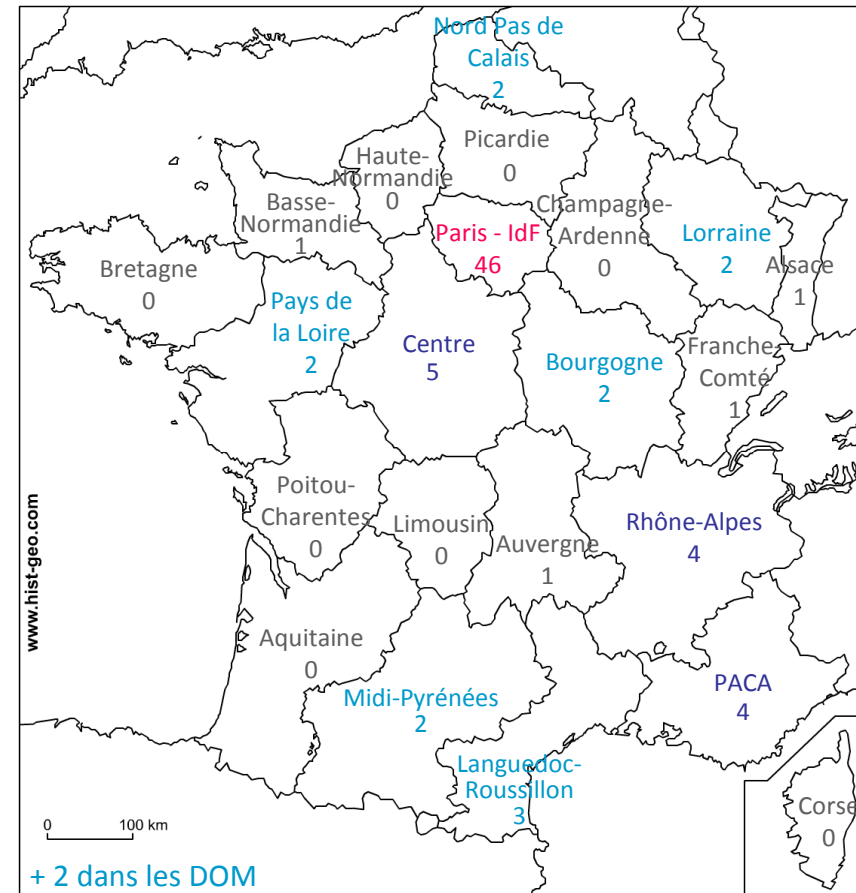 Nord Pas de
Calais
2
Picardie
0
Haute-
Normandie
0
Basse-
Normandie
1
Champagne-
Ardenne
0
Paris - IdF
46
Lorraine
2
Alsace
1
Bretagne
0
Pays de
la Loire
2
Centre
5
Bourgogne
2
Franche-
Comté
1
Poitou-
Charentes
0
Limousin
0
Auvergne
1
Rhône-Alpes
4
www.hist-geo.com
Aquitaine
0
Midi-Pyrénées
2
PACA
4
Languedoc-
Roussillon
3
Corse
0
0 100 km
+ 2 dans les DOM